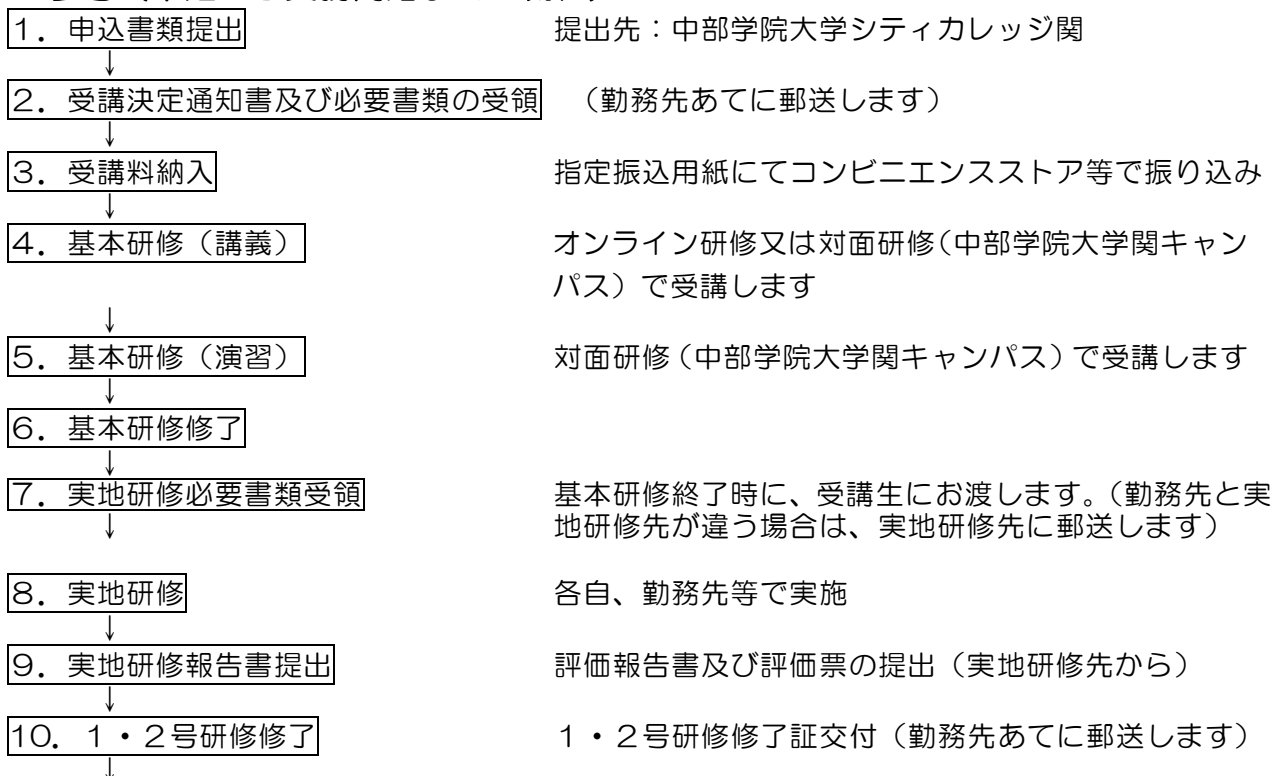 1．申込書類提出 提出先：中部学院大学シティカレッジ関
↓
2．受講決定通知書及び必要書類の受領 （勤務先あてに郵送します）
↓
3．受講料納入 指定振込用紙にてコンビニエンスストア等で振り込み
↓
4．基本研修（講義） オンライン研修又は対面研修（中部学院大学関キャン
パス）で受講します
↓
5．基本研修（演習） 対面研修（中部学院大学関キャンパス）で受講します
↓
6．基本研修修了
↓
7．実地研修必要書類受領 基本研修終了時に、受講生にお渡します。（勤務先と実
↓ 地研修先が違う場合は、実地研修先に郵送します）
8．実地研修 各自、勤務先等で実施
↓
9．実地研修報告書提出 評価報告書及び評価票の提出（実地研修先から）
↓
10．1・2号研修修了 1・2号研修修了証交付（勤務先あてに郵送します）
↓